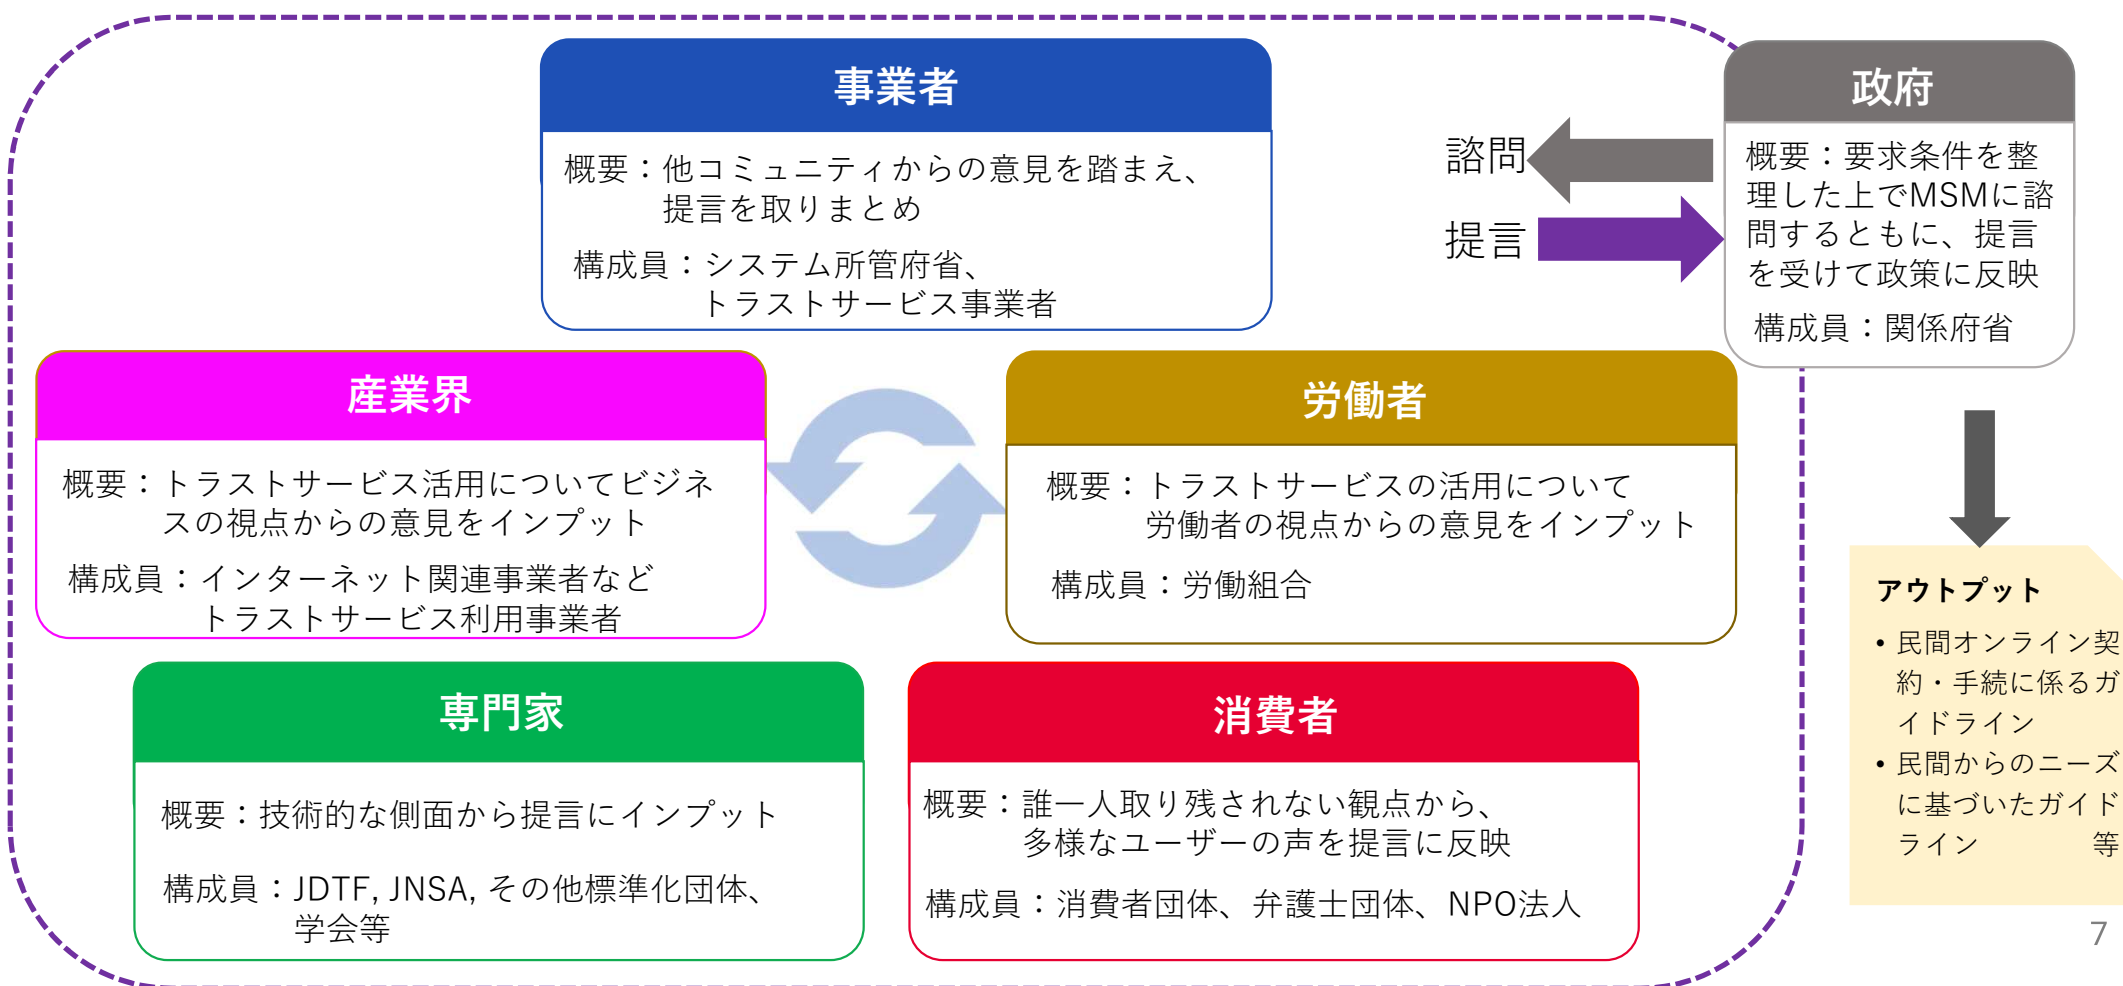 事業者
概要：他コミュニティからの意見を踏まえ、
提言を取りまとめ
構成員：システム所管府省、
トラストサービス事業者
諮問
提言
政府
概要：要求条件を整
理した上でMSMに諮
問するともに、提言
を受けて政策に反映
構成員：関係府省
産業界
概要：トラストサービス活用についてビジネ
スの視点からの意見をインプット
構成員：インターネット関連事業者など
トラストサービス利用事業者
労働者
概要：トラストサービスの活用について
労働者の視点からの意見をインプット
構成員：労働組合
専門家
概要：技術的な側面から提言にインプット
構成員：JDTF, JNSA, その他標準化団体、
学会等
消費者
概要：誰一人取り残されない観点から、
多様なユーザーの声を提言に反映
構成員：消費者団体、弁護士団体、NPO法人
アウトプット
• 民間オンライン契
約・手続に係るガ
イドライン
• 民間からのニーズ
に基づいたガイド
ライン 等
7